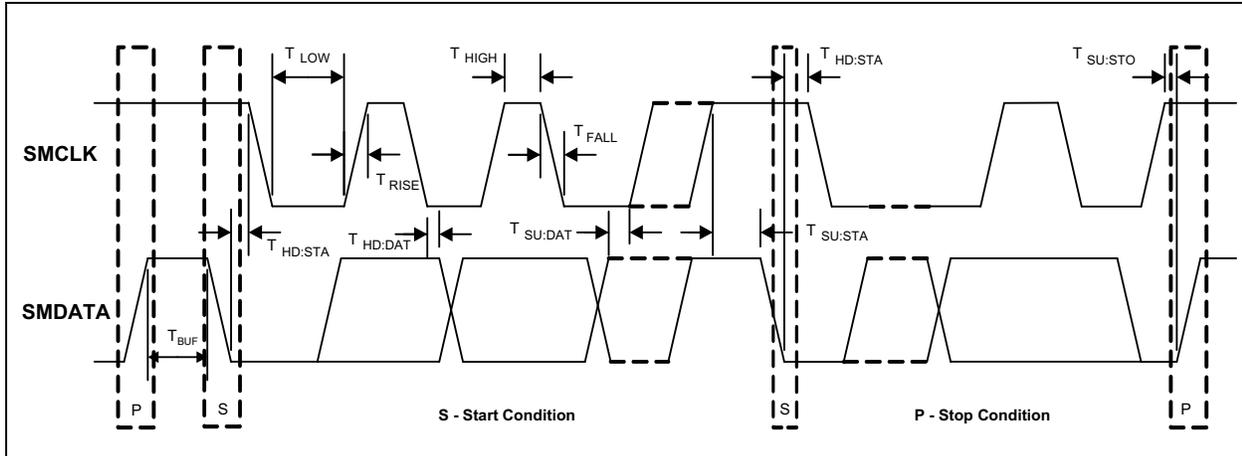 T LOW
T HIGH
T HD:STA
T SU:STO
SMCLK
T FALL
T RISE
T HD:STA
T HD:DAT
T SU:DAT
T SU:STA
SMDATA
T BUF
P
S
S - Start Condition
S
P - Stop Condition
P